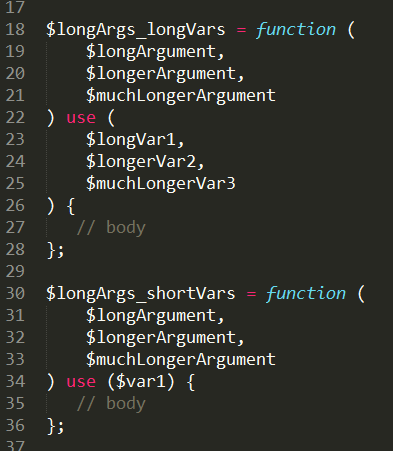 17
18 $longArgs_longVars = function (
19     $longArgument,
20     $longerArgument,
21     $muchLongerArgument
22 ) use (
23     $longVar1,
24     $longerVar2,
25     $muchLongerVar3
26 ) {
27    // body
28 };
29
30 $longArgs_shortVars = function (
31     $longArgument,
32     $longerArgument,
33     $muchLongerArgument
34 ) use ($var1) {
35    // body
36 };
37